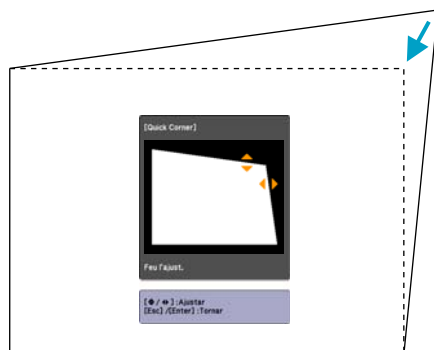 [Quick Corner]
Feu l'ajust.
[ / ] :Ajustar
[Esc] /[Enter] :Tornar